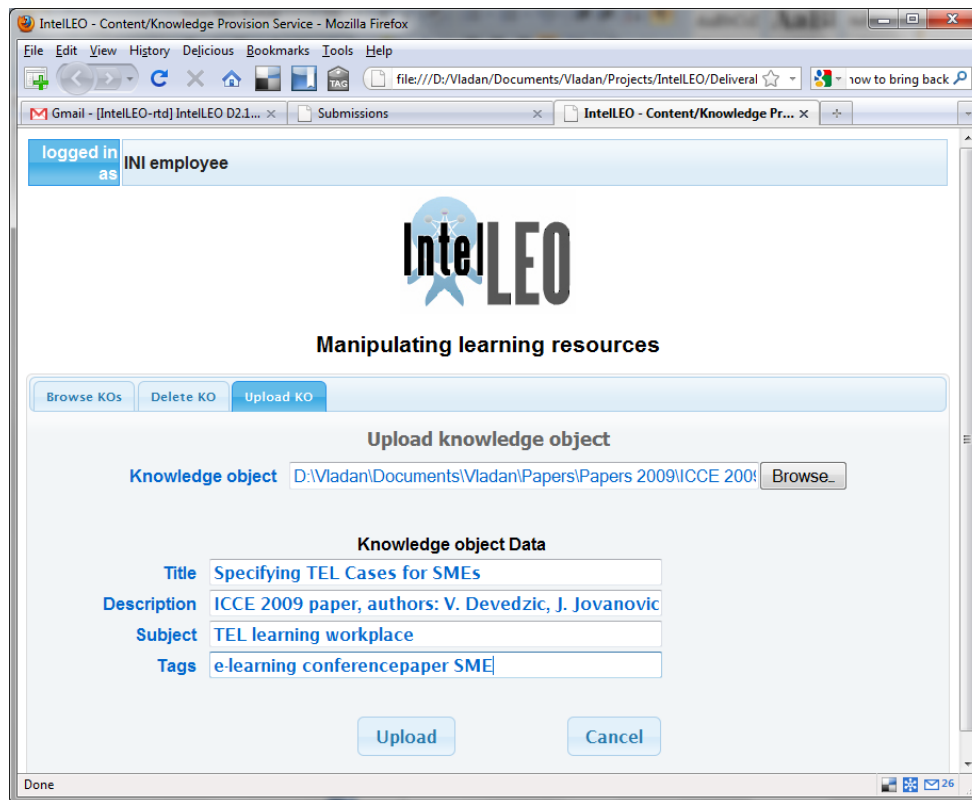 IntelLEO - Content/Knowledge Provision Service - Mozilla Firefox
File Edit View History Delicious Bookmarks Tools Help
TAG file:///D:/Vladan/Documents/Vladan/Projects/IntelLEO/Deliveral how to bring back
Gmail - [IntelLEO-rtd] IntelLEO D2.1... × Submissions × IntelLEO - Content/Knowledge Pr... ×
logged in
as
INI employee
IntelLEO
Manipulating learning resources
Browse KOs Delete KO Upload KO
Upload knowledge object
Knowledge object D:\Vladan\Documents\Vladan\Papers\Papers 2009\ICCE 2009 Browse..
Knowledge object Data
Title Specifying TEL Cases for SMEs
Description ICCE 2009 paper, authors: V. Devedzic, J. Jovanovic
Subject TEL learning workplace
Tags e-learning conferencepaper SME
Upload Cancel
Done 26